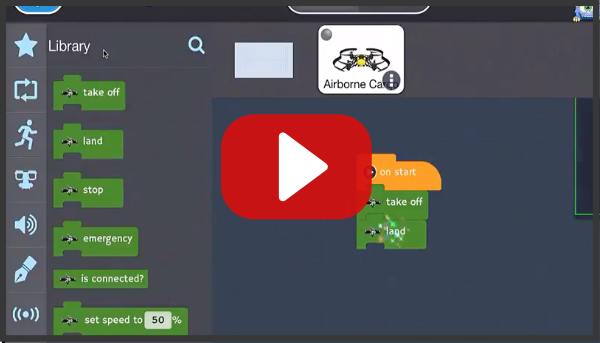 Library
Airborne Ca
take off
land
stop
emergency
is connected?
set speed to 50 %
on start
take off
land